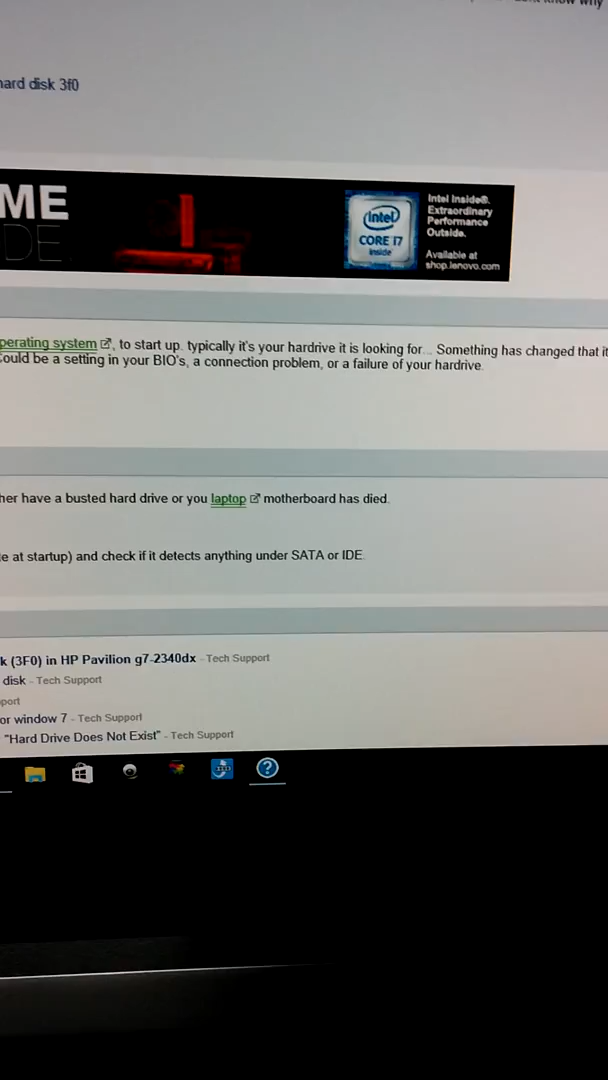 know why
hard disk 3f0
ME
DE
Intel Inside®.
Extraordinary
Performance
Outside.
Available at
shop.lenovo.com
intel
CORE i7
inside
perating system, to start up. typically it's your hardrive it is looking for... Something has changed that it
Could be a setting in your BIO's, a connection problem, or a failure of your hardrive.
her have a busted hard drive or you laptop motherboard has died.
e at startup) and check if it detects anything under SATA or IDE.
k (3F0) in HP Pavilion g7-2340dx - Tech Support
disk - Tech Support
pport
or window 7 - Tech Support
"Hard Drive Does Not Exist" - Tech Support
?